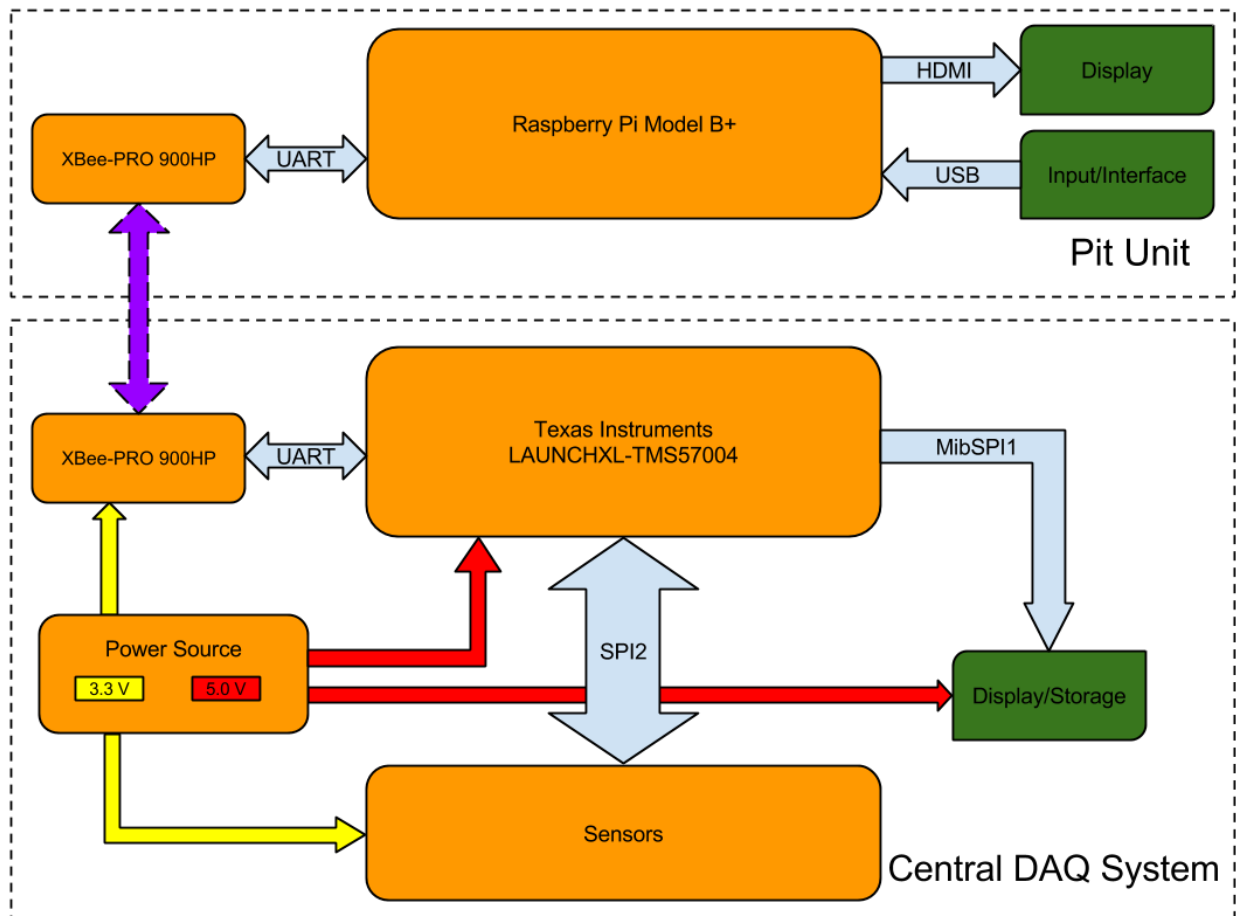 HDMI
Display
Raspberry Pi Model B+
XBee-PRO 900HP
UART
USB
Input/Interface
Pit Unit
Texas Instruments
LAUNCHXL-TMS57004
MibSPI1
XBee-PRO 900HP
UART
Power Source
SPI2
3.3 V
5.0 V
Display/Storage
Sensors
Central DAQ System